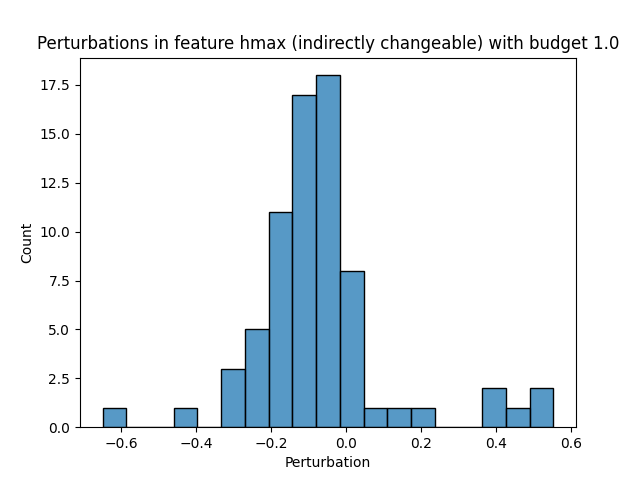 Perturbations in feature hmax (indirectly changeable) with budget 1.0
17.5
15.0
12.5
10.0
7.5
5.0
2.5
0.0
Count
−0.6 −0.4 −0.2 0.0 0.2 0.4 0.6
Perturbation